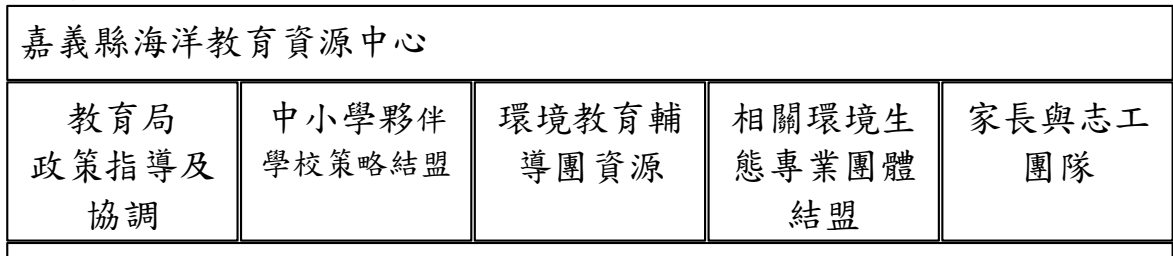 嘉義縣海洋教育資源中心
教育局
政策指導及
協調
中小學夥伴
學校策略結盟
環境教育輔
導團資源
相關環境生
態專業團體
結盟
家長與志工
團隊